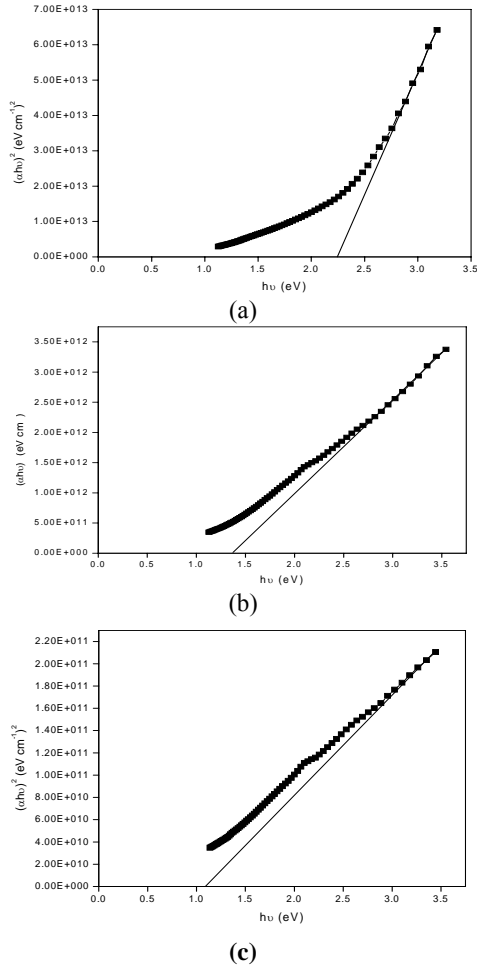 7.00E+013
6.00E+013
5.00E+013
4.00E+013
3.00E+013
2.00E+013
1.00E+013
0.00E+000
(αhυ)² (eV cm⁻¹)²
0.0 0.5 1.0 1.5 2.0 2.5 3.0 3.5
hυ (eV)
(a)
3.50E+012
3.00E+012
2.50E+012
2.00E+012
1.50E+012
1.00E+012
5.00E+011
0.00E+000
(αhυ) (eV cm )
0.0 0.5 1.0 1.5 2.0 2.5 3.0 3.5
hυ (eV)
(b)
2.20E+011
2.00E+011
1.80E+011
1.60E+011
1.40E+011
1.20E+011
1.00E+011
8.00E+010
6.00E+010
4.00E+010
2.00E+010
0.00E+000
(αhυ)² (eV cm⁻¹)²
0.0 0.5 1.0 1.5 2.0 2.5 3.0 3.5
hυ (eV)
(c)